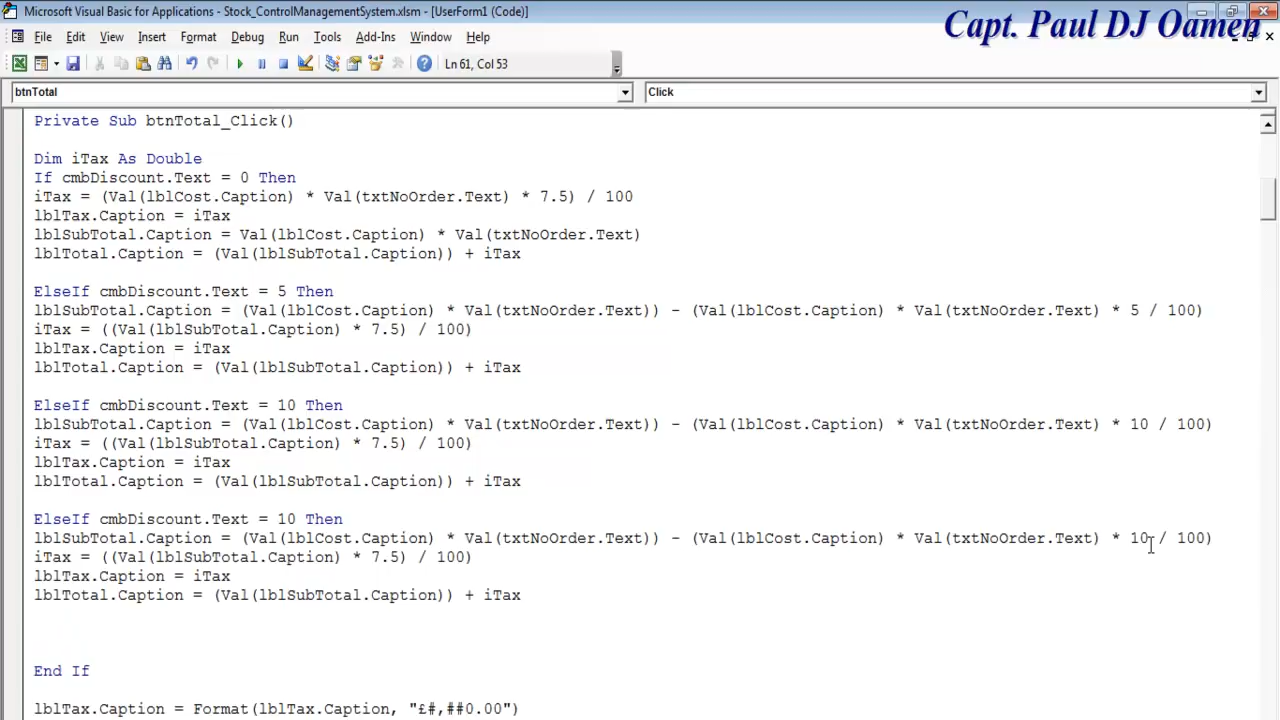 Microsoft Visual Basic for Applications - Stock_ControlManagementSystem.xlsm - [UserForm1 (Code)]
Capt. Paul DJ Oamen
File Edit View Insert Format Debug Run Tools Add-Ins Window Help
Ln 61, Col 53
btnTotal Click
Private Sub btnTotal_Click()
Dim iTax As Double
If cmbDiscount.Text = 0 Then
iTax = (Val(lblCost.Caption) * Val(txtNoOrder.Text) * 7.5) / 100
lblTax.Caption = iTax
lblSubTotal.Caption = Val(lblCost.Caption) * Val(txtNoOrder.Text)
lblTotal.Caption = (Val(lblSubTotal.Caption)) + iTax
ElseIf cmbDiscount.Text = 5 Then
lblSubTotal.Caption = (Val(lblCost.Caption) * Val(txtNoOrder.Text)) - (Val(lblCost.Caption) * Val(txtNoOrder.Text) * 5 / 100)
iTax = ((Val(lblSubTotal.Caption) * 7.5) / 100)
lblTax.Caption = iTax
lblTotal.Caption = (Val(lblSubTotal.Caption)) + iTax
ElseIf cmbDiscount.Text = 10 Then
lblSubTotal.Caption = (Val(lblCost.Caption) * Val(txtNoOrder.Text)) - (Val(lblCost.Caption) * Val(txtNoOrder.Text) * 10 / 100)
iTax = ((Val(lblSubTotal.Caption) * 7.5) / 100)
lblTax.Caption = iTax
lblTotal.Caption = (Val(lblSubTotal.Caption)) + iTax
ElseIf cmbDiscount.Text = 10 Then
lblSubTotal.Caption = (Val(lblCost.Caption) * Val(txtNoOrder.Text)) - (Val(lblCost.Caption) * Val(txtNoOrder.Text) * 10 / 100)
iTax = ((Val(lblSubTotal.Caption) * 7.5) / 100)
lblTax.Caption = iTax
lblTotal.Caption = (Val(lblSubTotal.Caption)) + iTax
End If
lblTax.Caption = Format(lblTax.Caption, "£#,##0.00")